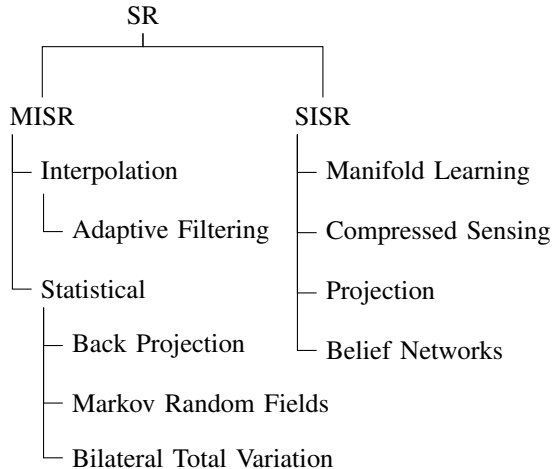 SR
MISR
Interpolation
Adaptive Filtering
Statistical
Back Projection
Markov Random Fields
Bilateral Total Variation
SISR
Manifold Learning
Compressed Sensing
Projection
Belief Networks